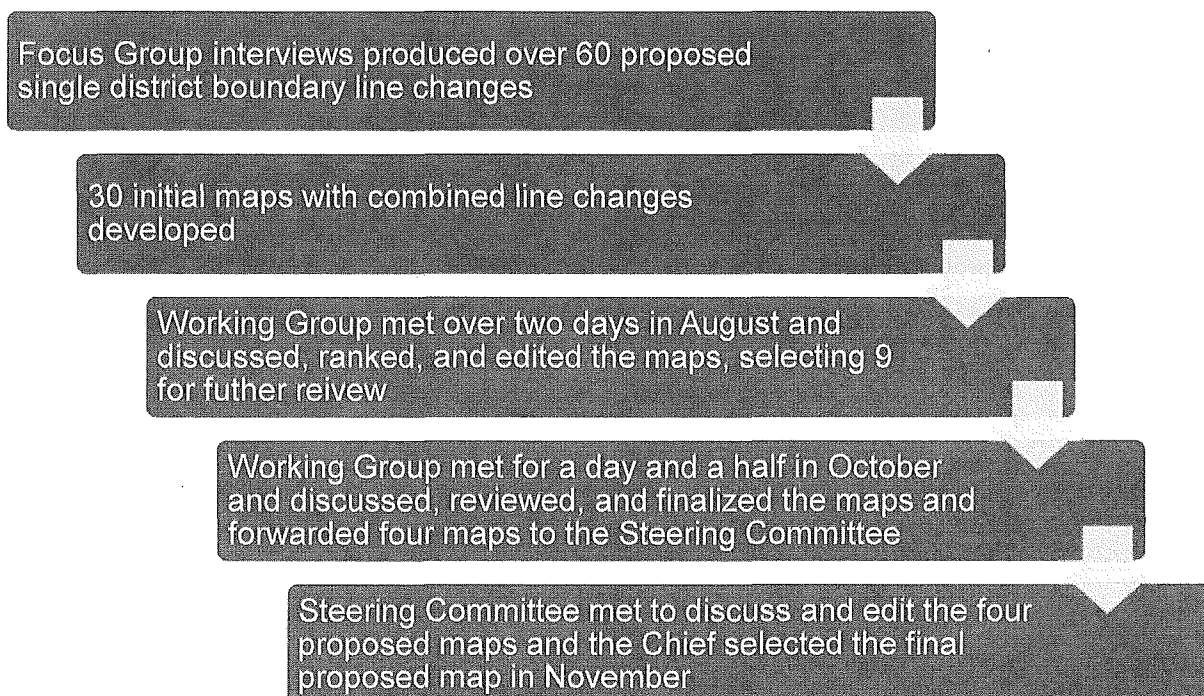 Focus Group interviews produced over 60 proposed
single district boundary line changes
30 initial maps with combined line changes
developed
Working Group met over two days in August and
discussed, ranked, and edited the maps, selecting 9
for futher reivew
Working Group met for a day and a half in October
and discussed, reviewed, and finalized the maps and
forwarded four maps to the Steering Committee
Steering Committee met to discuss and edit the four
proposed maps and the Chief selected the final
proposed map in November